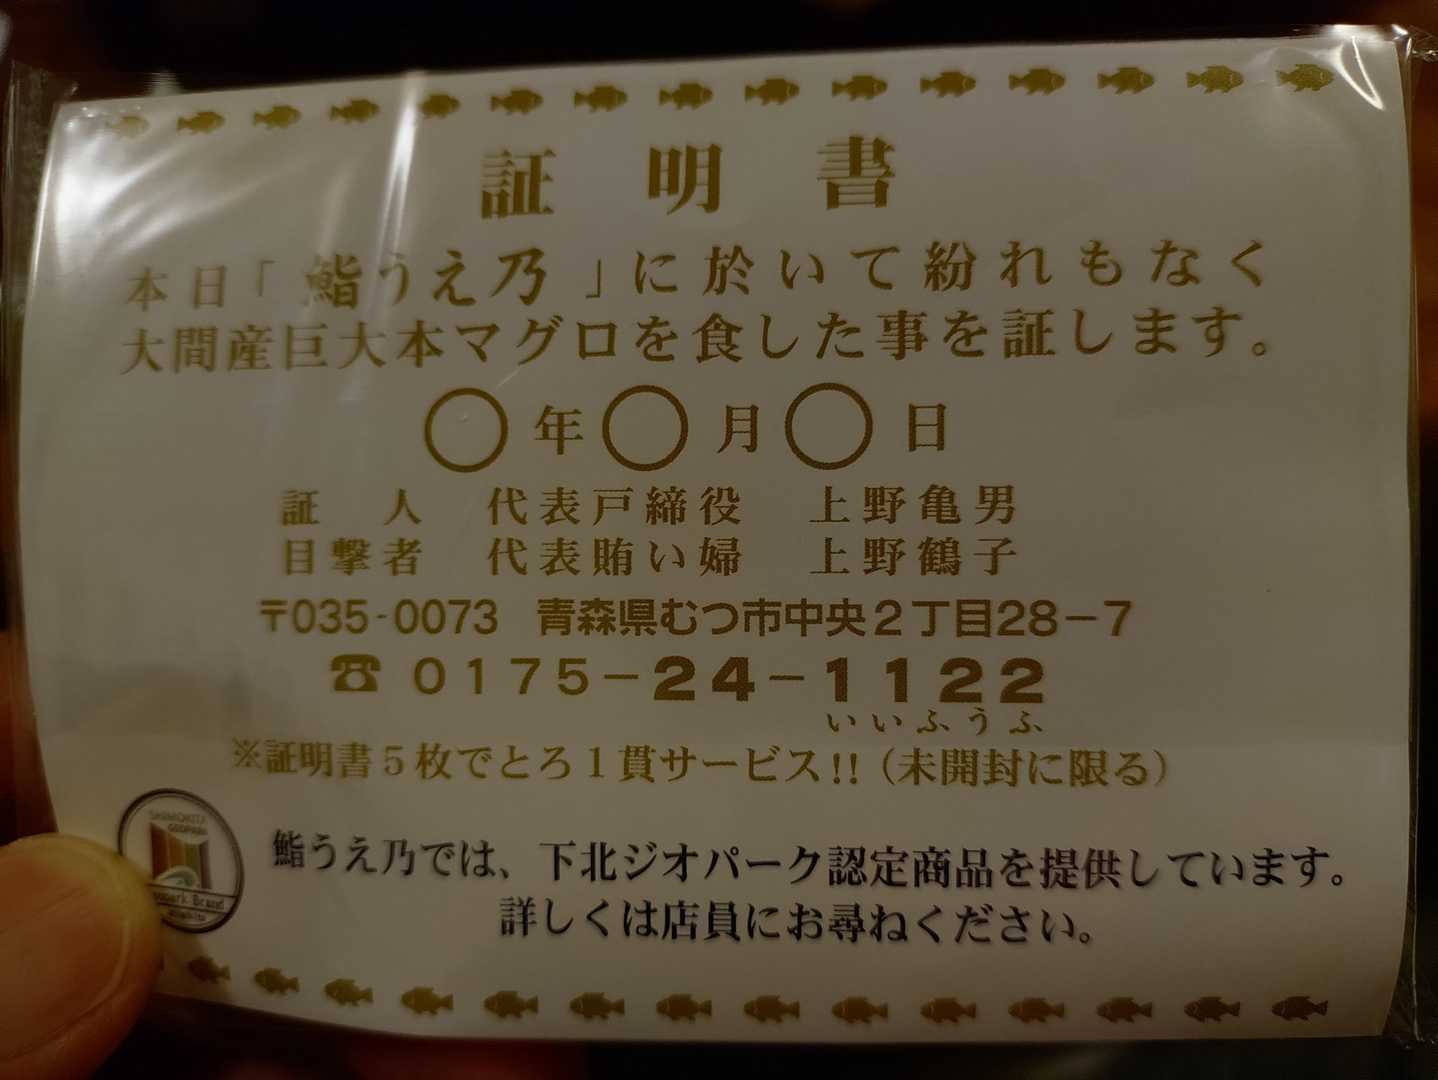 証明書
本日「鮨うえ乃」に於いて紛れもなく
大間産巨大本マグロを食した事を証します。
○年○月○日
証人 代表戸締役 上野亀男
目撃者 代表賄い婦 上野鶴子
〒035-0073 青森県むつ市中央2丁目28-7
☎0175-24-1122
いいふうふ
※証明書5枚でとろ1貫サービス!!(未開封に限る)
SHIMOKITA
GEOPARK
鮨うえ乃では、下北ジオパーク認定商品を提供しています。
詳しくは店員にお尋ねください。